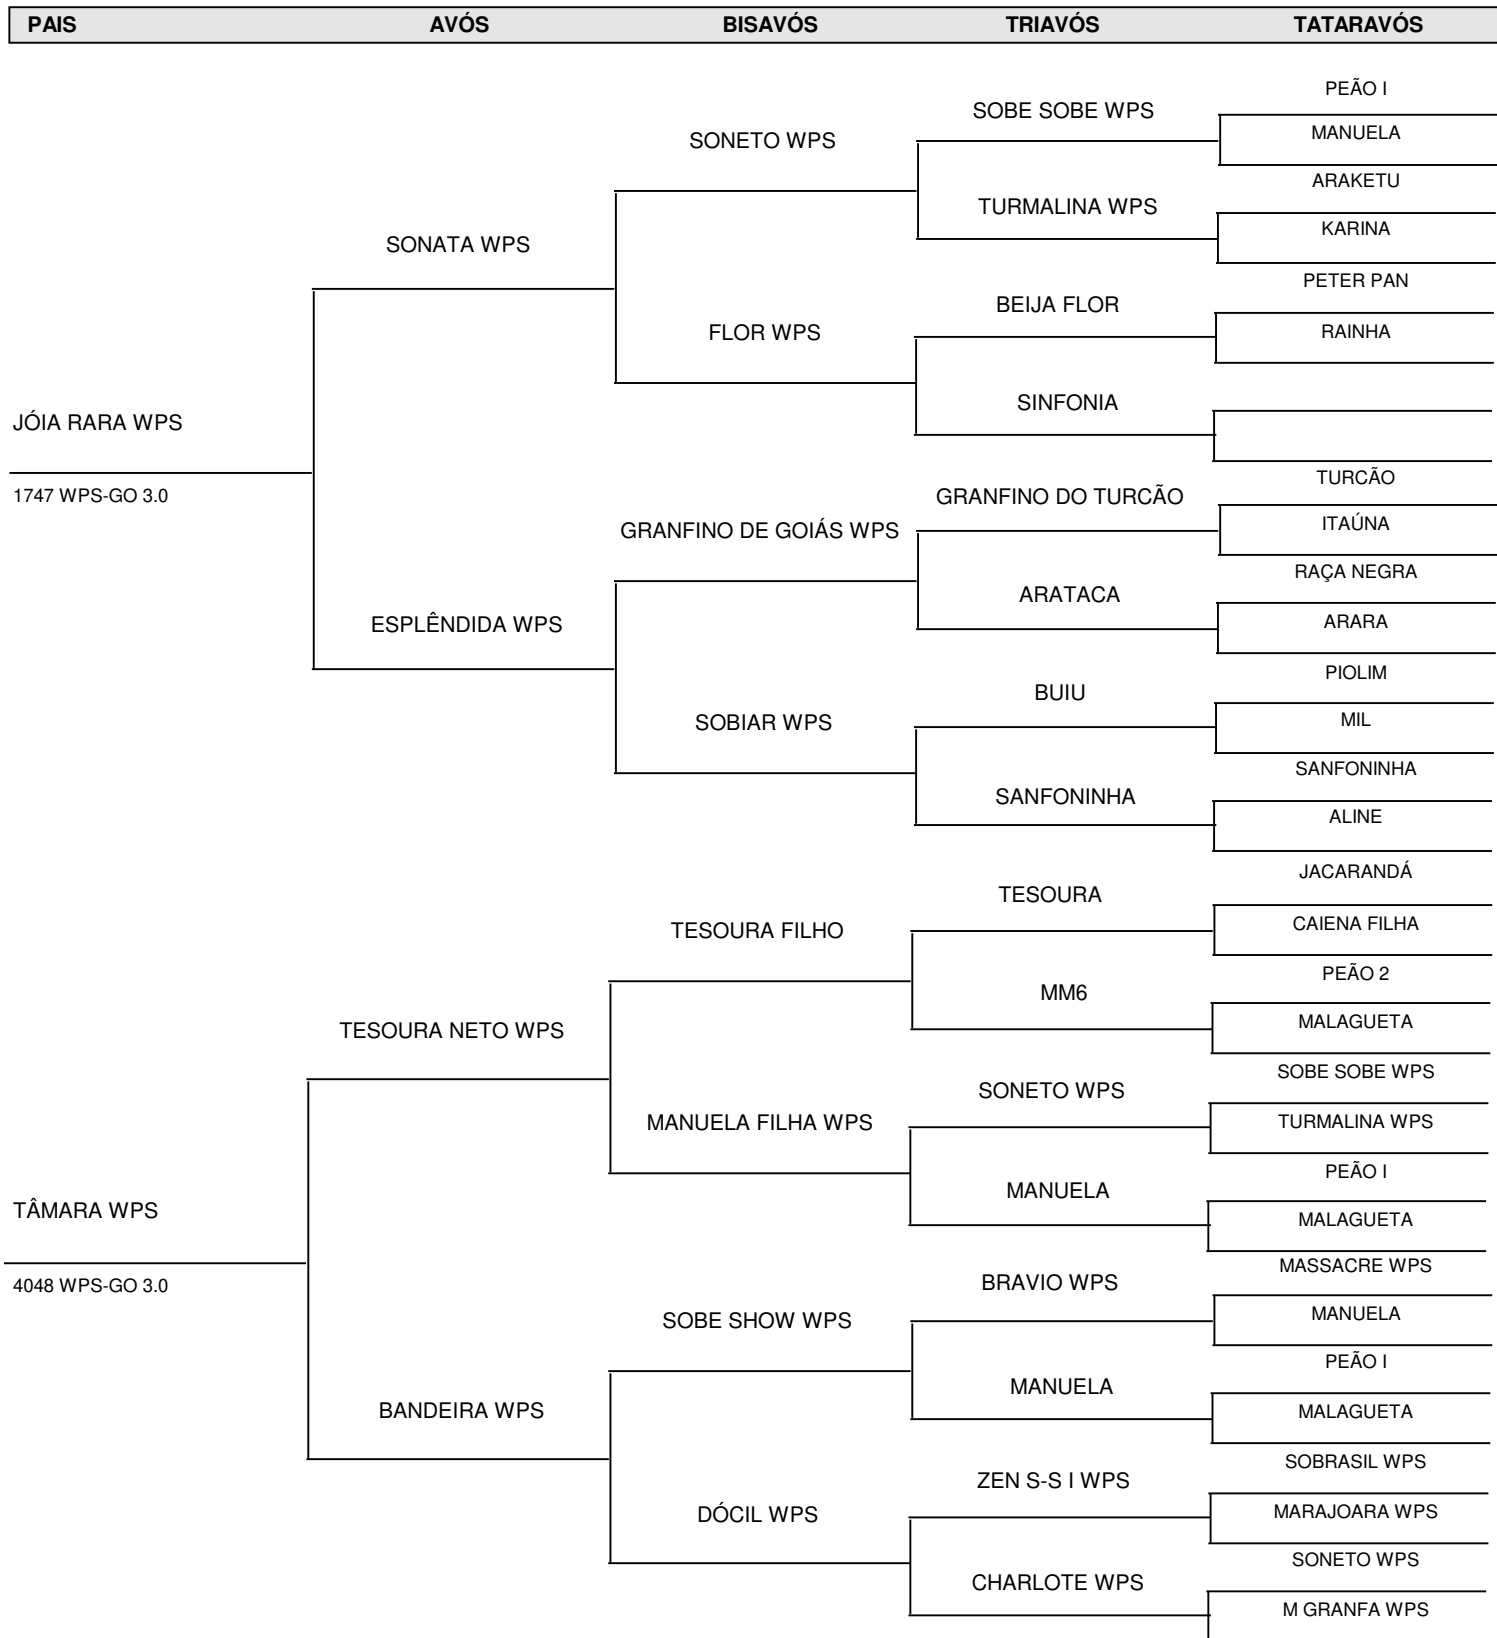 PAIS AVÓS BISAVÓS TRIAVÓS TATARAVÓS
PEÃO I
SOBE SOBE WPS
MANUELA
SONETO WPS
ARAKETU
TURMALINA WPS
KARINA
SONATA WPS
PETER PAN
BEIJA FLOR
RAINHA
FLOR WPS
SINFONIA
JÓIA RARA WPS
1747 WPS-GO 3.0
TURCÃO
GRANFINO DO TURCÃO
ITAÚNA
GRANFINO DE GOIÁS WPS
RAÇA NEGRA
ARATACA
ARARA
ESPLÊNDIDA WPS
PIOLIM
BUIU
MIL
SOBIAR WPS
SANFONINHA
SANFONINHA
ALINE
JACARANDÁ
TESOURA
CAIENA FILHA
TESOURA FILHO
PEÃO 2
MM6
MALAGUETA
TESOURA NETO WPS
SOBE SOBE WPS
SONETO WPS
TURMALINA WPS
MANUELA FILHA WPS
PEÃO I
MANUELA
MALAGUETA
TÂMARA WPS
4048 WPS-GO 3.0
MASSACRE WPS
BRAVIO WPS
MANUELA
SOBE SHOW WPS
PEÃO I
MANUELA
MALAGUETA
BANDEIRA WPS
SOBRASIL WPS
ZEN S-S I WPS
MARAJOARA WPS
DÓCIL WPS
SONETO WPS
CHARLOTE WPS
M GRANFA WPS